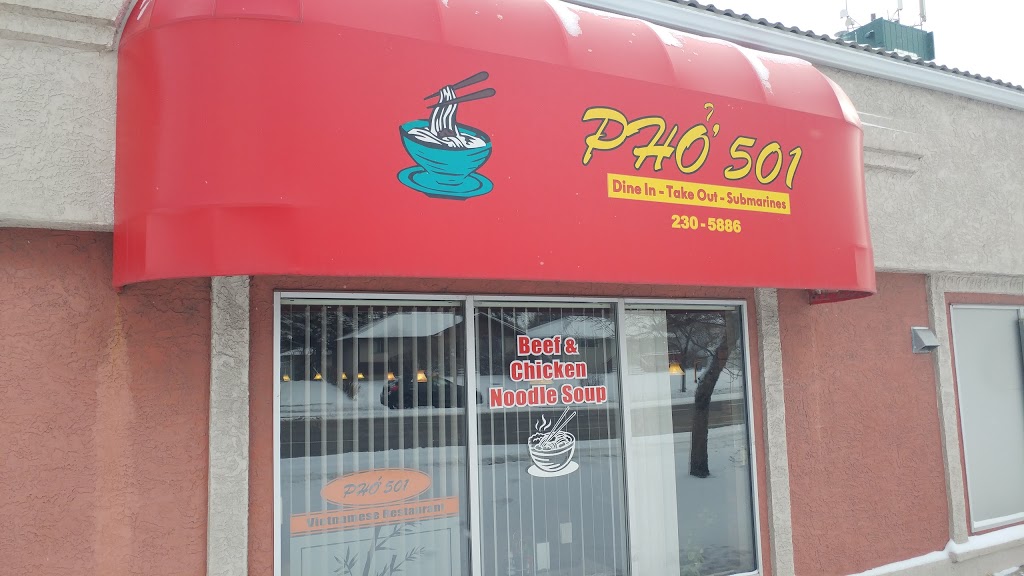 PHỞ 501
Dine In - Take Out - Submarines
230 - 5886
Beef &
Chicken
Noodle Soup
PHỞ 501
Vietnamese Restaurant